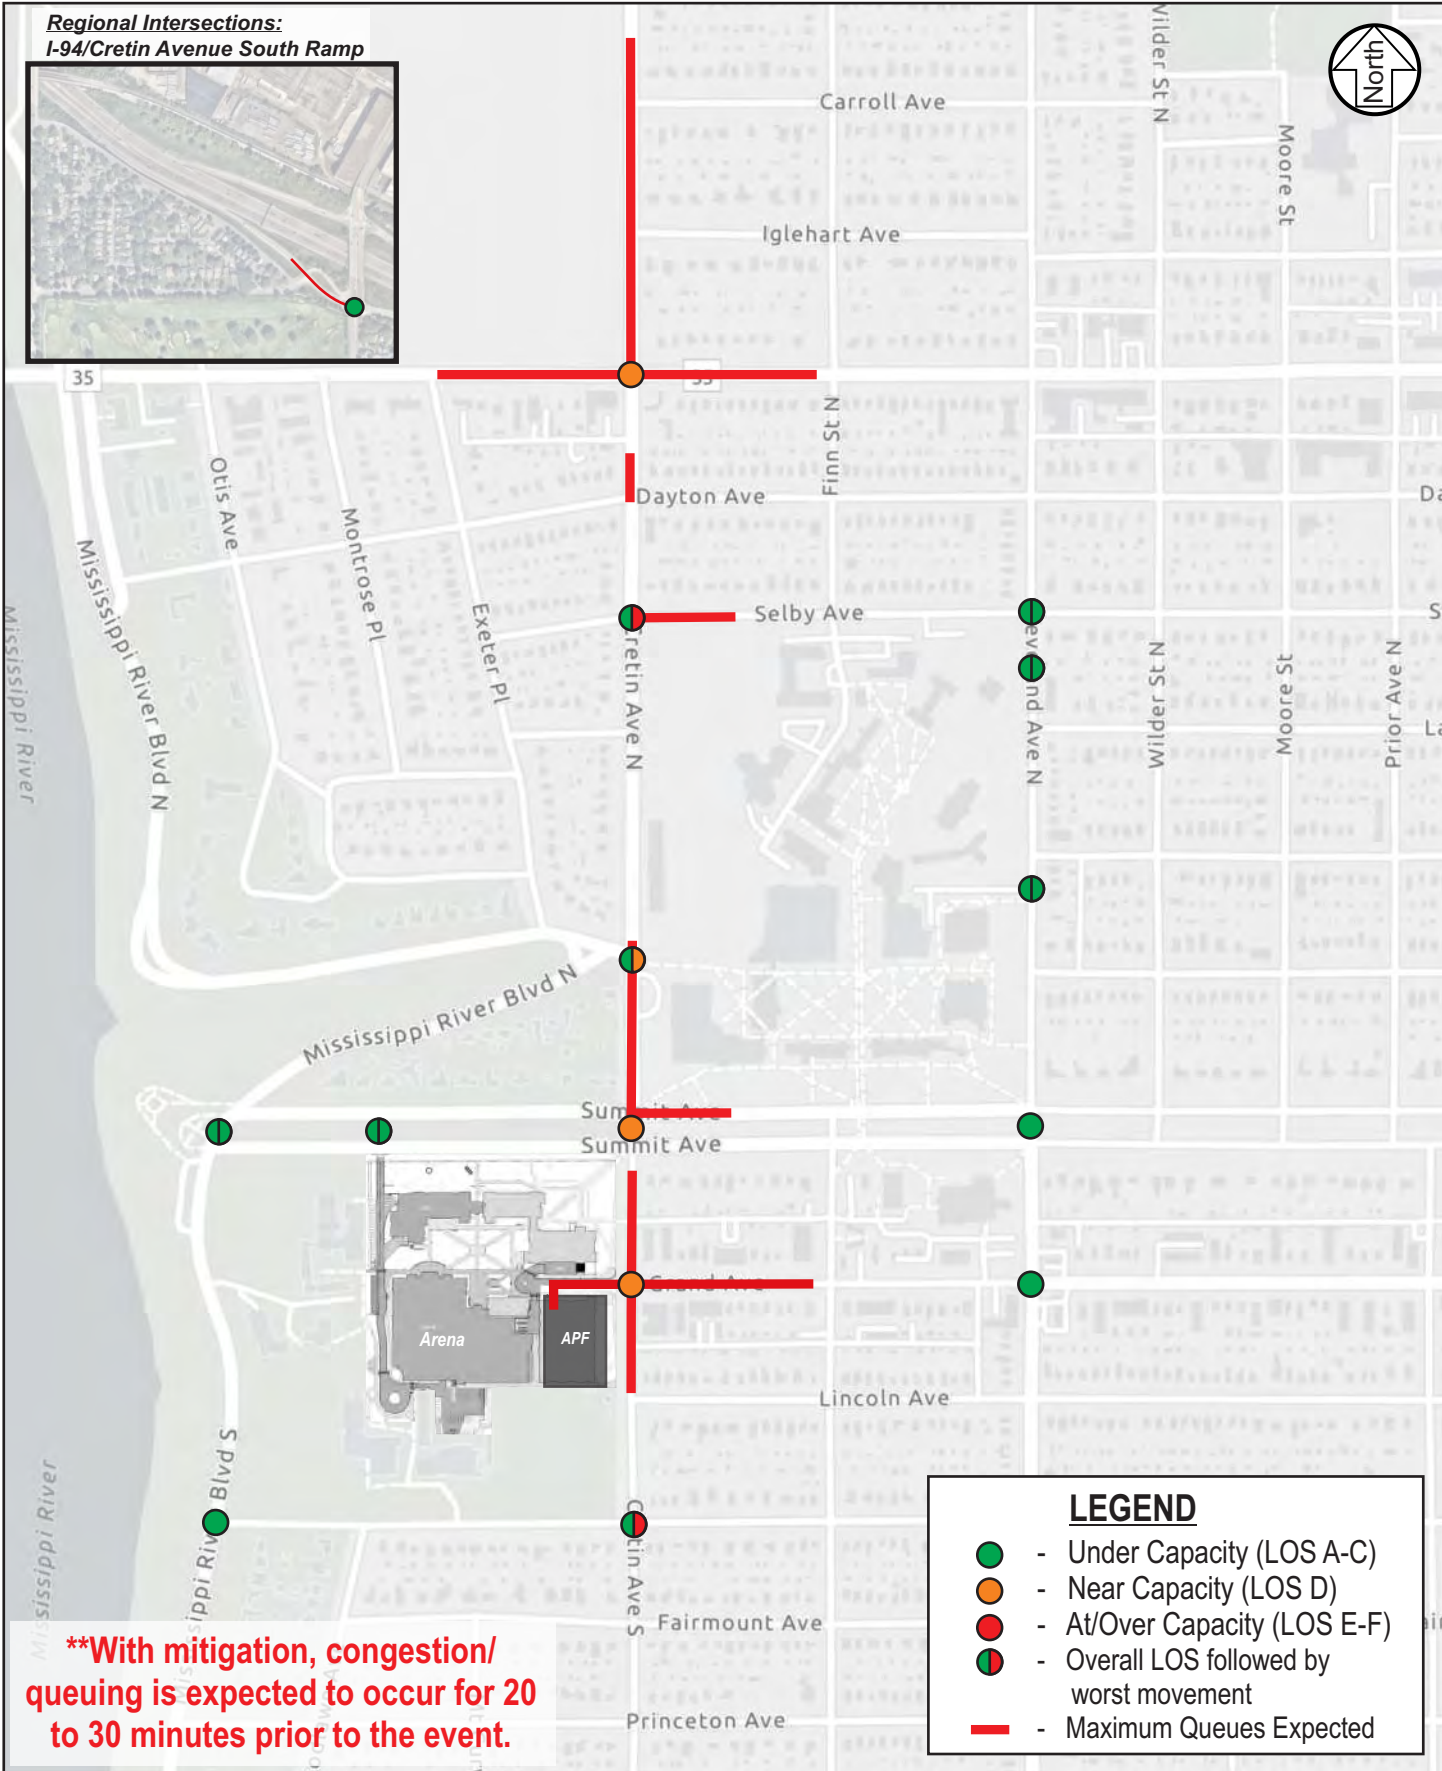 Regional Intersections:
I-94/Cretin Avenue South Ramp
North
Carroll Ave
Wilder St N
Moore St
Iglehart Ave
35
35
Finn St N
Otis Ave
Montrose Pl
Exeter Pl
Dayton Ave
Mississippi River Blvd N
Mississippi River
Selby Ave
Cretin Ave N
Wilder St N
Moore St
Prior Ave N
Mississippi River Blvd N
Summit Ave
Summit Ave
Grand Ave
Arena
APF
Lincoln Ave
Mississippi River Blvd S
Mississippi River
Fairmount Ave
Princeton Ave
**With mitigation, congestion/
queuing is expected to occur for 20
to 30 minutes prior to the event.
LEGEND
- Under Capacity (LOS A-C)
- Near Capacity (LOS D)
- At/Over Capacity (LOS E-F)
- Overall LOS followed by
worst movement
- Maximum Queues Expected